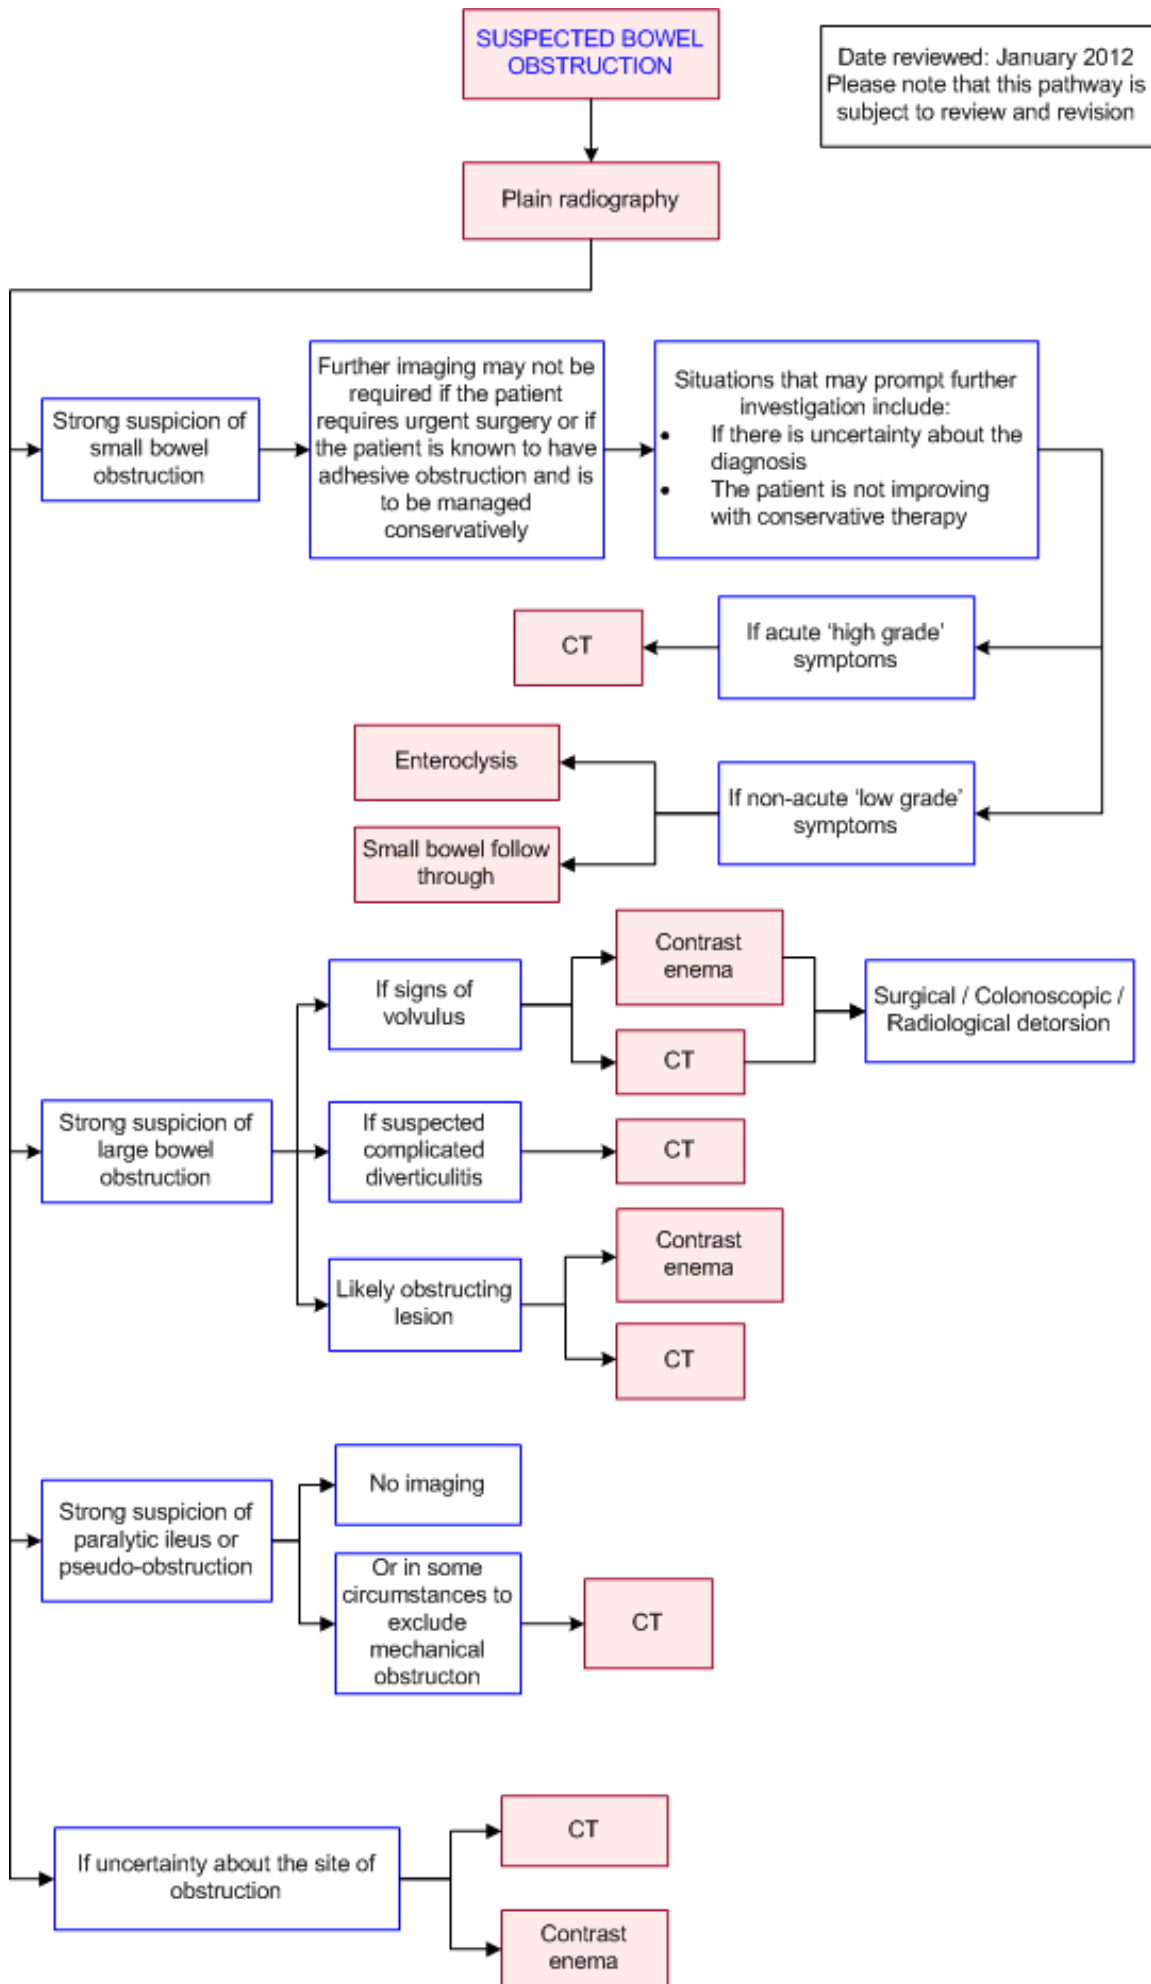 SUSPECTED BOWEL
OBSTRUCTION
Date reviewed: January 2012
Please note that this pathway is
subject to review and revision
Plain radiography
Strong suspicion of
small bowel
obstruction
Further imaging may not be
required if the patient
requires urgent surgery or if
the patient is known to have
adhesive obstruction and is
to be managed
conservatively
Situations that may prompt further
investigation include:
• If there is uncertainty about the
diagnosis
• The patient is not improving
with conservative therapy
If acute ‘high grade’
symptoms
CT
If non-acute ‘low grade’
symptoms
Enteroclysis
Small bowel follow
through
Strong suspicion of
large bowel
obstruction
If signs of
volvulus
Contrast
enema
CT
Surgical / Colonoscopic /
Radiological detorsion
If suspected
complicated
diverticulitis
CT
Likely obstructing
lesion
Contrast
enema
CT
Strong suspicion of
paralytic ileus or
pseudo-obstruction
No imaging
Or in some
circumstances to
exclude
mechanical
obstructon
CT
If uncertainty about the site of
obstruction
CT
Contrast
enema